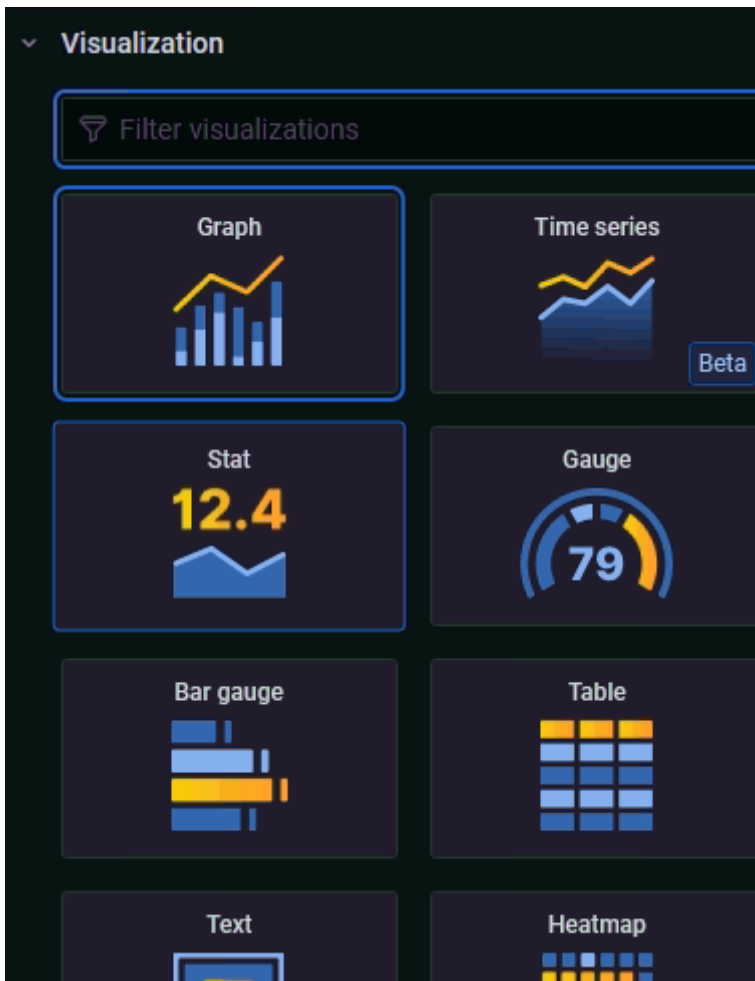 Visualization
Filter visualizations
Graph
Time series
Beta
Stat
12.4
Gauge
79
Bar gauge
Table
Text
Heatmap